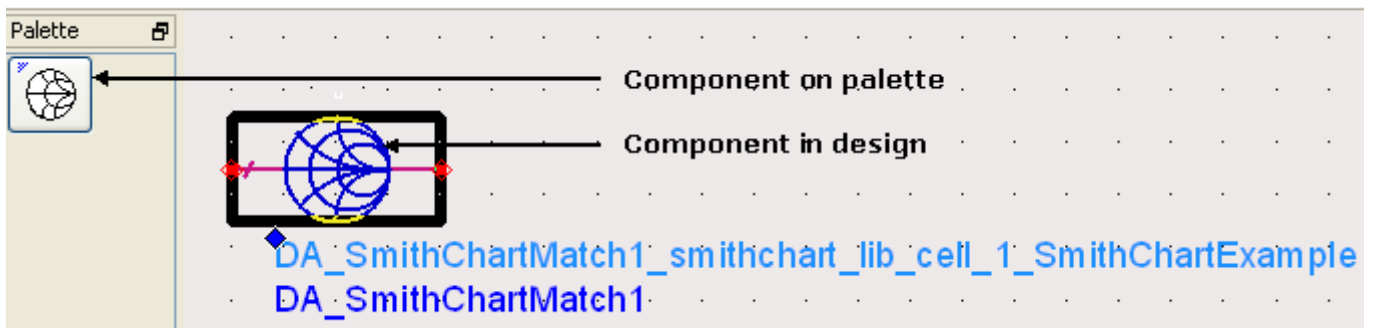 Palette
Component on palette
Component in design
DA_SmithChartMatch1_smithchart_lib_cell_1_SmithChartExample
DA_SmithChartMatch1